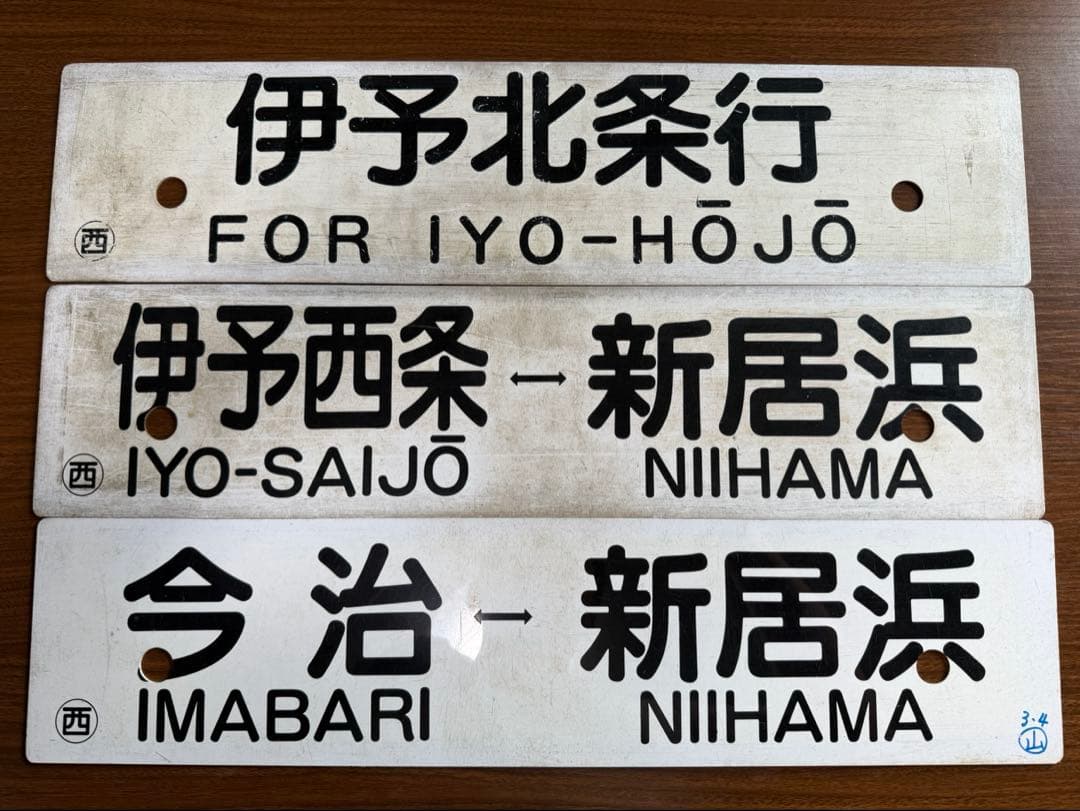 伊予北条行
㊄西 FOR IYO-HŌJŌ
伊予西条 ↔ 新居浜
西 IYO-SAIJŌ NIIHAMA
今治 ↔ 新居浜
西 IMABARI NIIHAMA
3・4
山